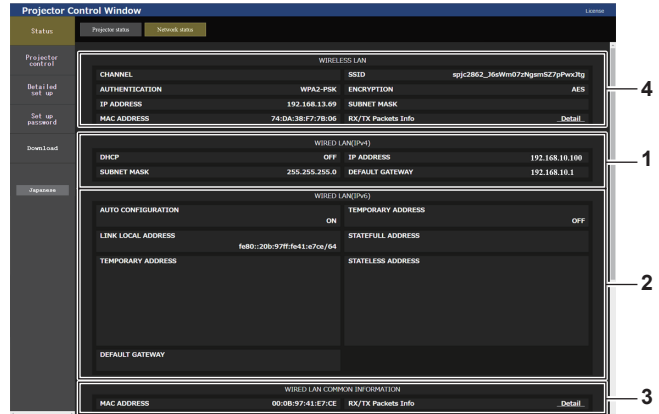 Projector Control Window
License
Status
Projector status
Network status
Projector control
Detailed set up
Set up password
Download
Japanese
WIRELESS LAN
CHANNEL
SSID spjc2862_J6sWm07zNgsmSZ7pPwxJtg
AUTHENTICATION WPA2-PSK ENCRYPTION AES
IP ADDRESS 192.168.13.69 SUBNET MASK
MAC ADDRESS 74:DA:38:F7:7B:06 RX/TX Packets Info Detail
4
WIRED LAN(IPv4)
DHCP OFF IP ADDRESS 192.168.10.100
SUBNET MASK 255.255.255.0 DEFAULT GATEWAY 192.168.10.1
1
WIRED LAN(IPv6)
AUTO CONFIGURATION ON
TEMPORARY ADDRESS OFF
LINK LOCAL ADDRESS fe80::20b:97ff:fe41:e7ce/64
STATEFULL ADDRESS
TEMPORARY ADDRESS
STATELESS ADDRESS
DEFAULT GATEWAY
2
WIRED LAN COMMON INFORMATION
MAC ADDRESS 00:0B:97:41:E7:CE RX/TX Packets Info Detail
3